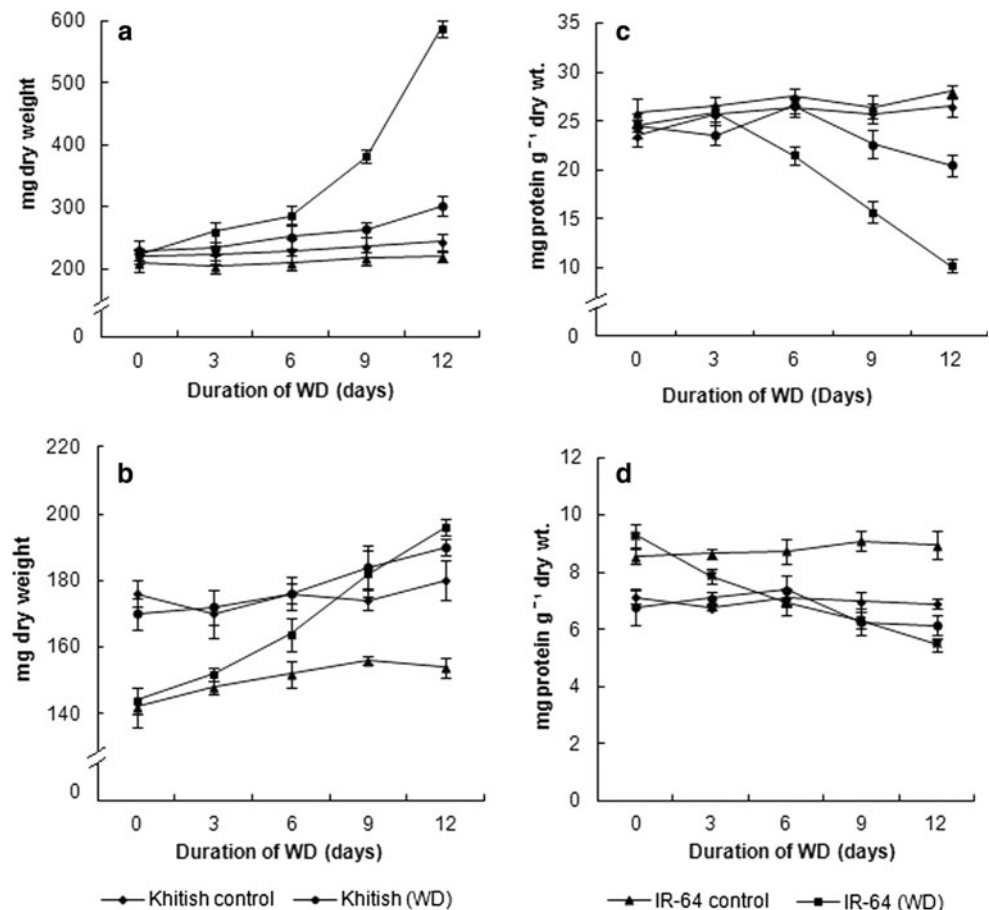 a
600
500
400
300
200
0
mg dry weight
0 3 6 9 12
Duration of WD (days)
c
35
30
25
20
15
10
0
mg protein g⁻¹ dry wt.
0 3 6 9 12
Duration of WD (Days)
b
220
200
180
160
140
0
mg dry weight
0 3 6 9 12
Duration of WD (days)
d
12
10
8
6
4
2
0
mg protein g⁻¹ dry wt.
0 3 6 9 12
Duration of WD (days)
Khitish control Khitish (WD) IR-64 control IR-64 (WD)